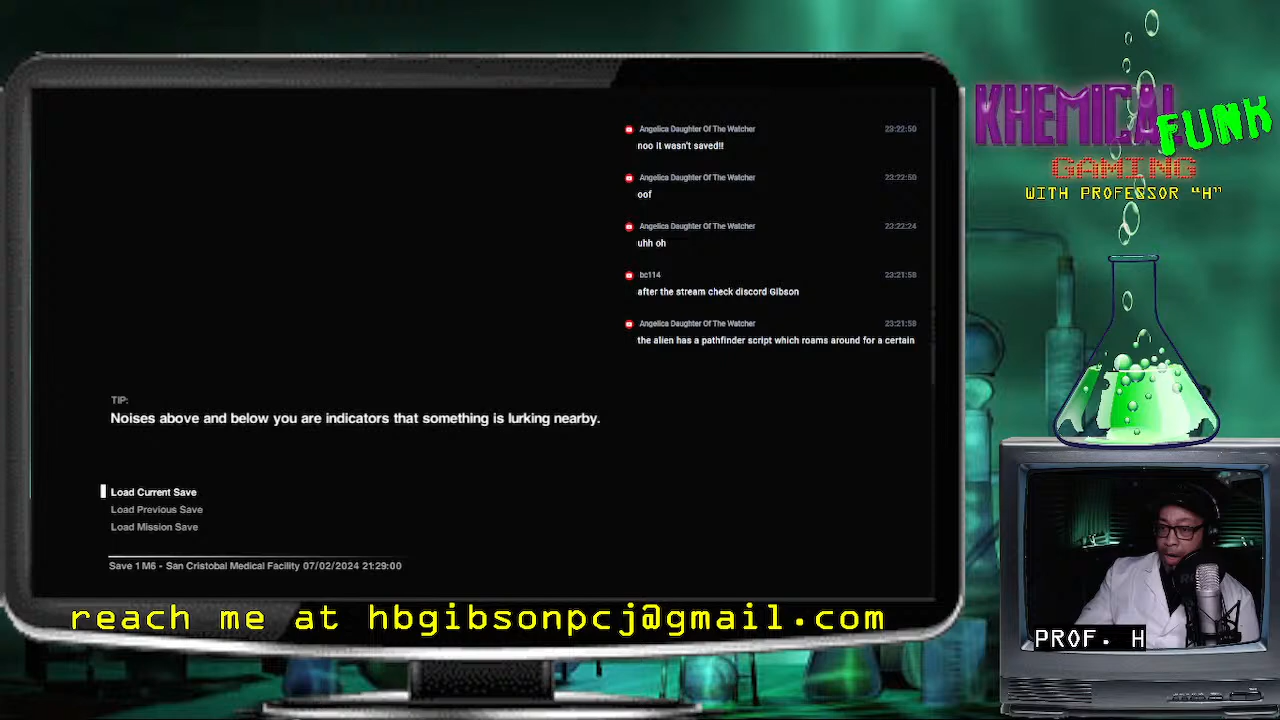 Angelica Daughter Of The Watcher 23:22:50
noo it wasn't saved!!
Angelica Daughter Of The Watcher 23:22:50
oof
Angelica Daughter Of The Watcher 23:22:24
uhh oh
bc114 23:21:58
after the stream check discord Gibson
Angelica Daughter Of The Watcher 23:21:58
the alien has a pathfinder script which roams around for a certain
TIP:
Noises above and below you are indicators that something is lurking nearby.
Load Current Save
Load Previous Save
Load Mission Save
Save 1 M6 - San Cristobal Medical Facility 07/02/2024 21:29:00
reach me at hbgibsonpcj@gmail.com
KHEMICAL
FUNK
GAMING
WITH PROFESSOR "H"
PROF. H